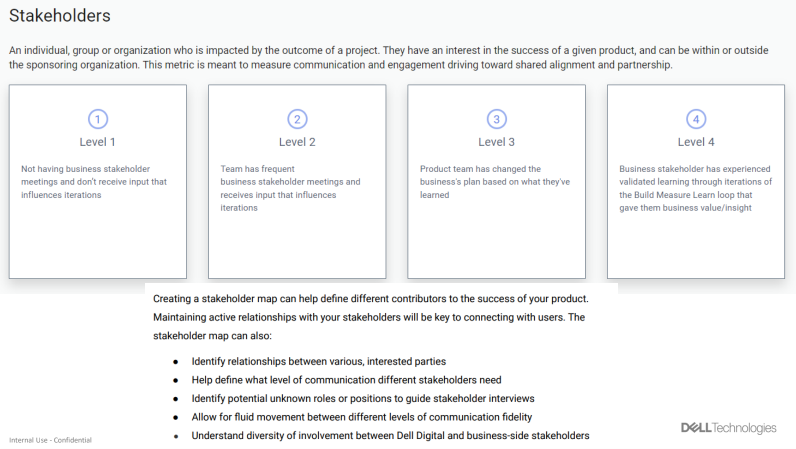 Stakeholders
An individual, group or organization who is impacted by the outcome of a project. They have an interest in the success of a given product, and can be within or outside
the sponsoring organization. This metric is meant to measure communication and engagement driving toward shared alignment and partnership.
1
Level 1
Not having business stakeholder
meetings and don't receive input that
influences iterations
2
Level 2
Team has frequent
business stakeholder meetings and
receives input that influences
iterations
3
Level 3
Product team has changed the
business's plan based on what they've
learned
4
Level 4
Business stakeholder has experienced
validated learning through iterations of
the Build Measure Learn loop that
gave them business value/insight
Creating a stakeholder map can help define different contributors to the success of your product.
Maintaining active relationships with your stakeholders will be key to connecting with users. The
stakeholder map can also:
● Identify relationships between various, interested parties
● Help define what level of communication different stakeholders need
● Identify potential unknown roles or positions to guide stakeholder interviews
● Allow for fluid movement between different levels of communication fidelity
● Understand diversity of involvement between Dell Digital and business-side stakeholders
Internal Use - Confidential
DELLTechnologies